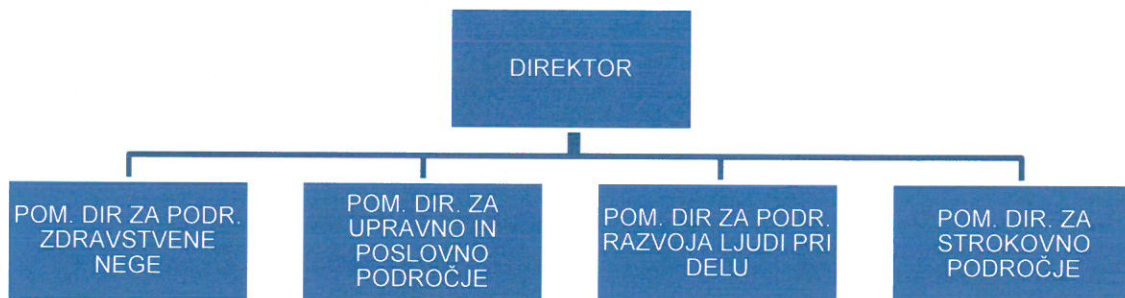 DIREKTOR
POM. DIR ZA PODR.
ZDRAVSTVENE
NEGE
POM. DIR. ZA
UPRAVNO IN
POSLOVNO
PODROČJE
POM. DIR ZA PODR.
RAZVOJA LJUDI PRI
DELU
POM. DIR. ZA
STROKOVNO
PODROČJE